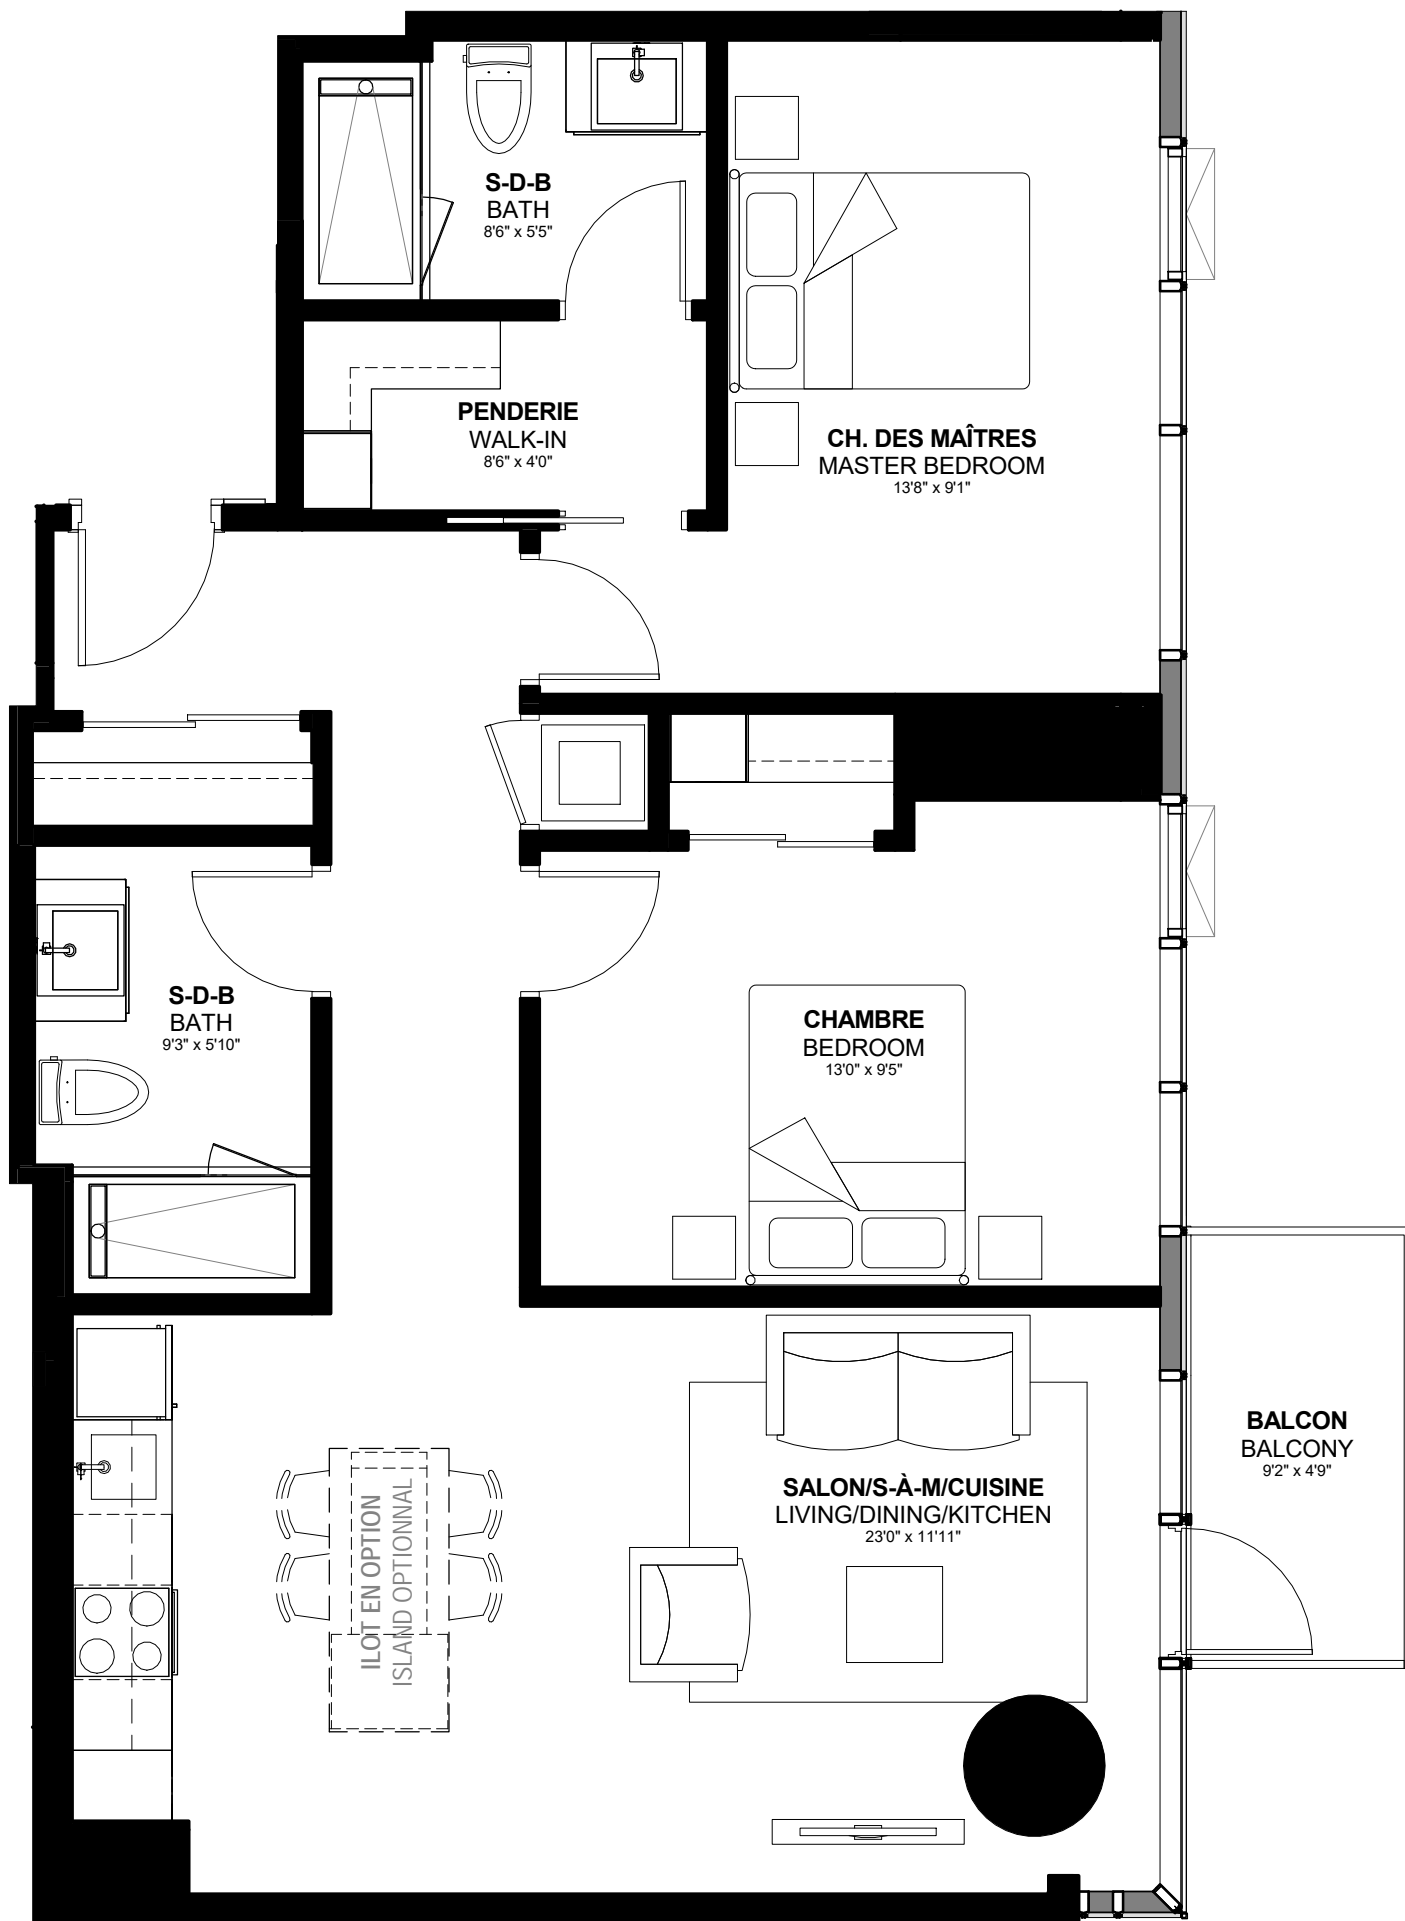 S-D-B
BATH
8'6" x 5'5"
PENDERIE
WALK-IN
8'6" x 4'0"
CH. DES MAÎTRES
MASTER BEDROOM
13'8" x 9'1"
S-D-B
BATH
9'3" x 5'10"
CHAMBRE
BEDROOM
13'0" x 9'5"
BALCON
BALCONY
9'2" x 4'9"
SALON/S-À-M/CUISINE
LIVING/DINING/KITCHEN
23'0" x 11'11"
ILOT EN OPTION
ISLAND OPTIONNAL